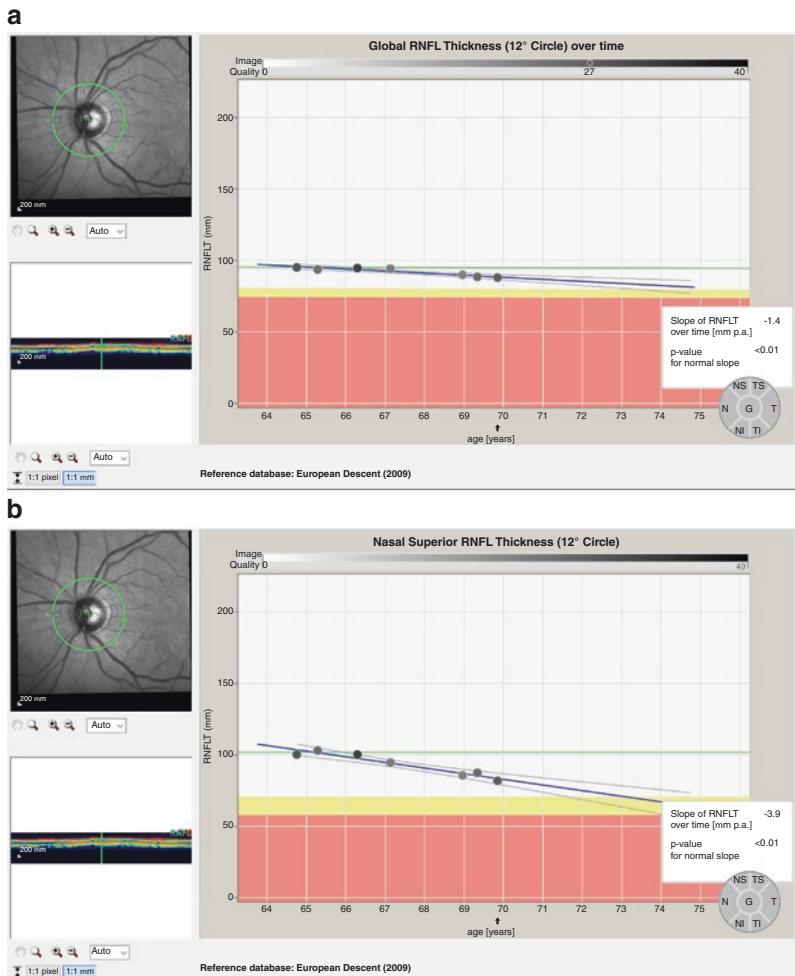 a
Global RNFL Thickness (12° Circle) over time
Image
Quality 0
27
40
200 mm
Auto
RNFLT (mm)
200
150
100
50
0
RNFL
200 mm
Slope of RNFLT -1.4
over time [mm p.a.]
p-value <0.01
for normal slope
64 65 66 67 68 69 70 71 72 73 74 75
age [years]
NS TS
N G T
NI TI
Auto
1:1 pixel 1:1 mm
Reference database: European Descent (2009)
b
Nasal Superior RNFL Thickness (12° Circle)
Image
Quality 0
40
200 mm
Auto
RNFLT (mm)
200
150
100
50
0
RNFL
200 mm
Slope of RNFLT -3.9
over time [mm p.a.]
p-value <0.01
for normal slope
64 65 66 67 68 69 70 71 72 73 74 75
age [years]
NS TS
N G T
NI TI
Auto
1:1 pixel 1:1 mm
Reference database: European Descent (2009)